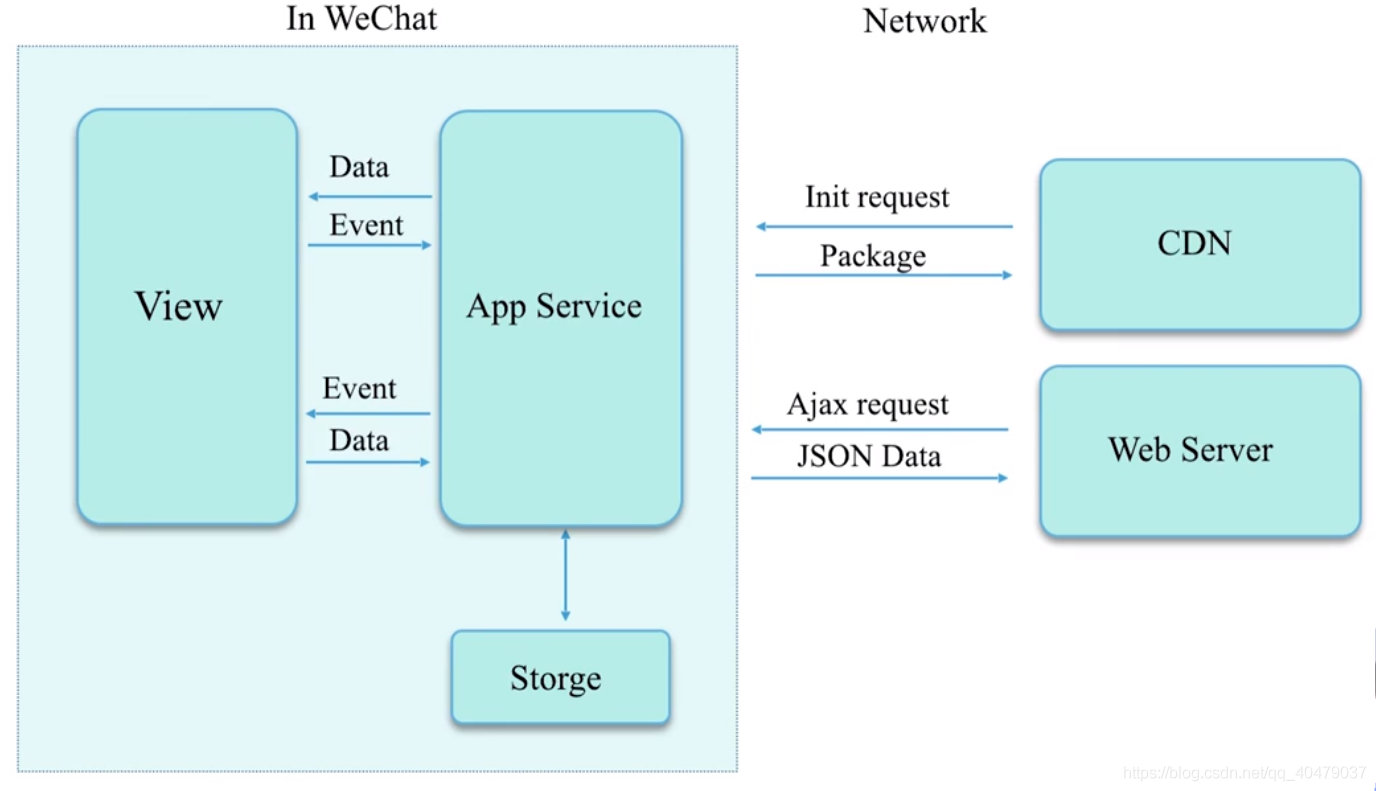 In WeChat
Network
Data
Event
View
App Service
Event
Data
Storge
Init request
Package
CDN
Ajax request
JSON Data
Web Server
https://blog.csdn.net/qq_40479037